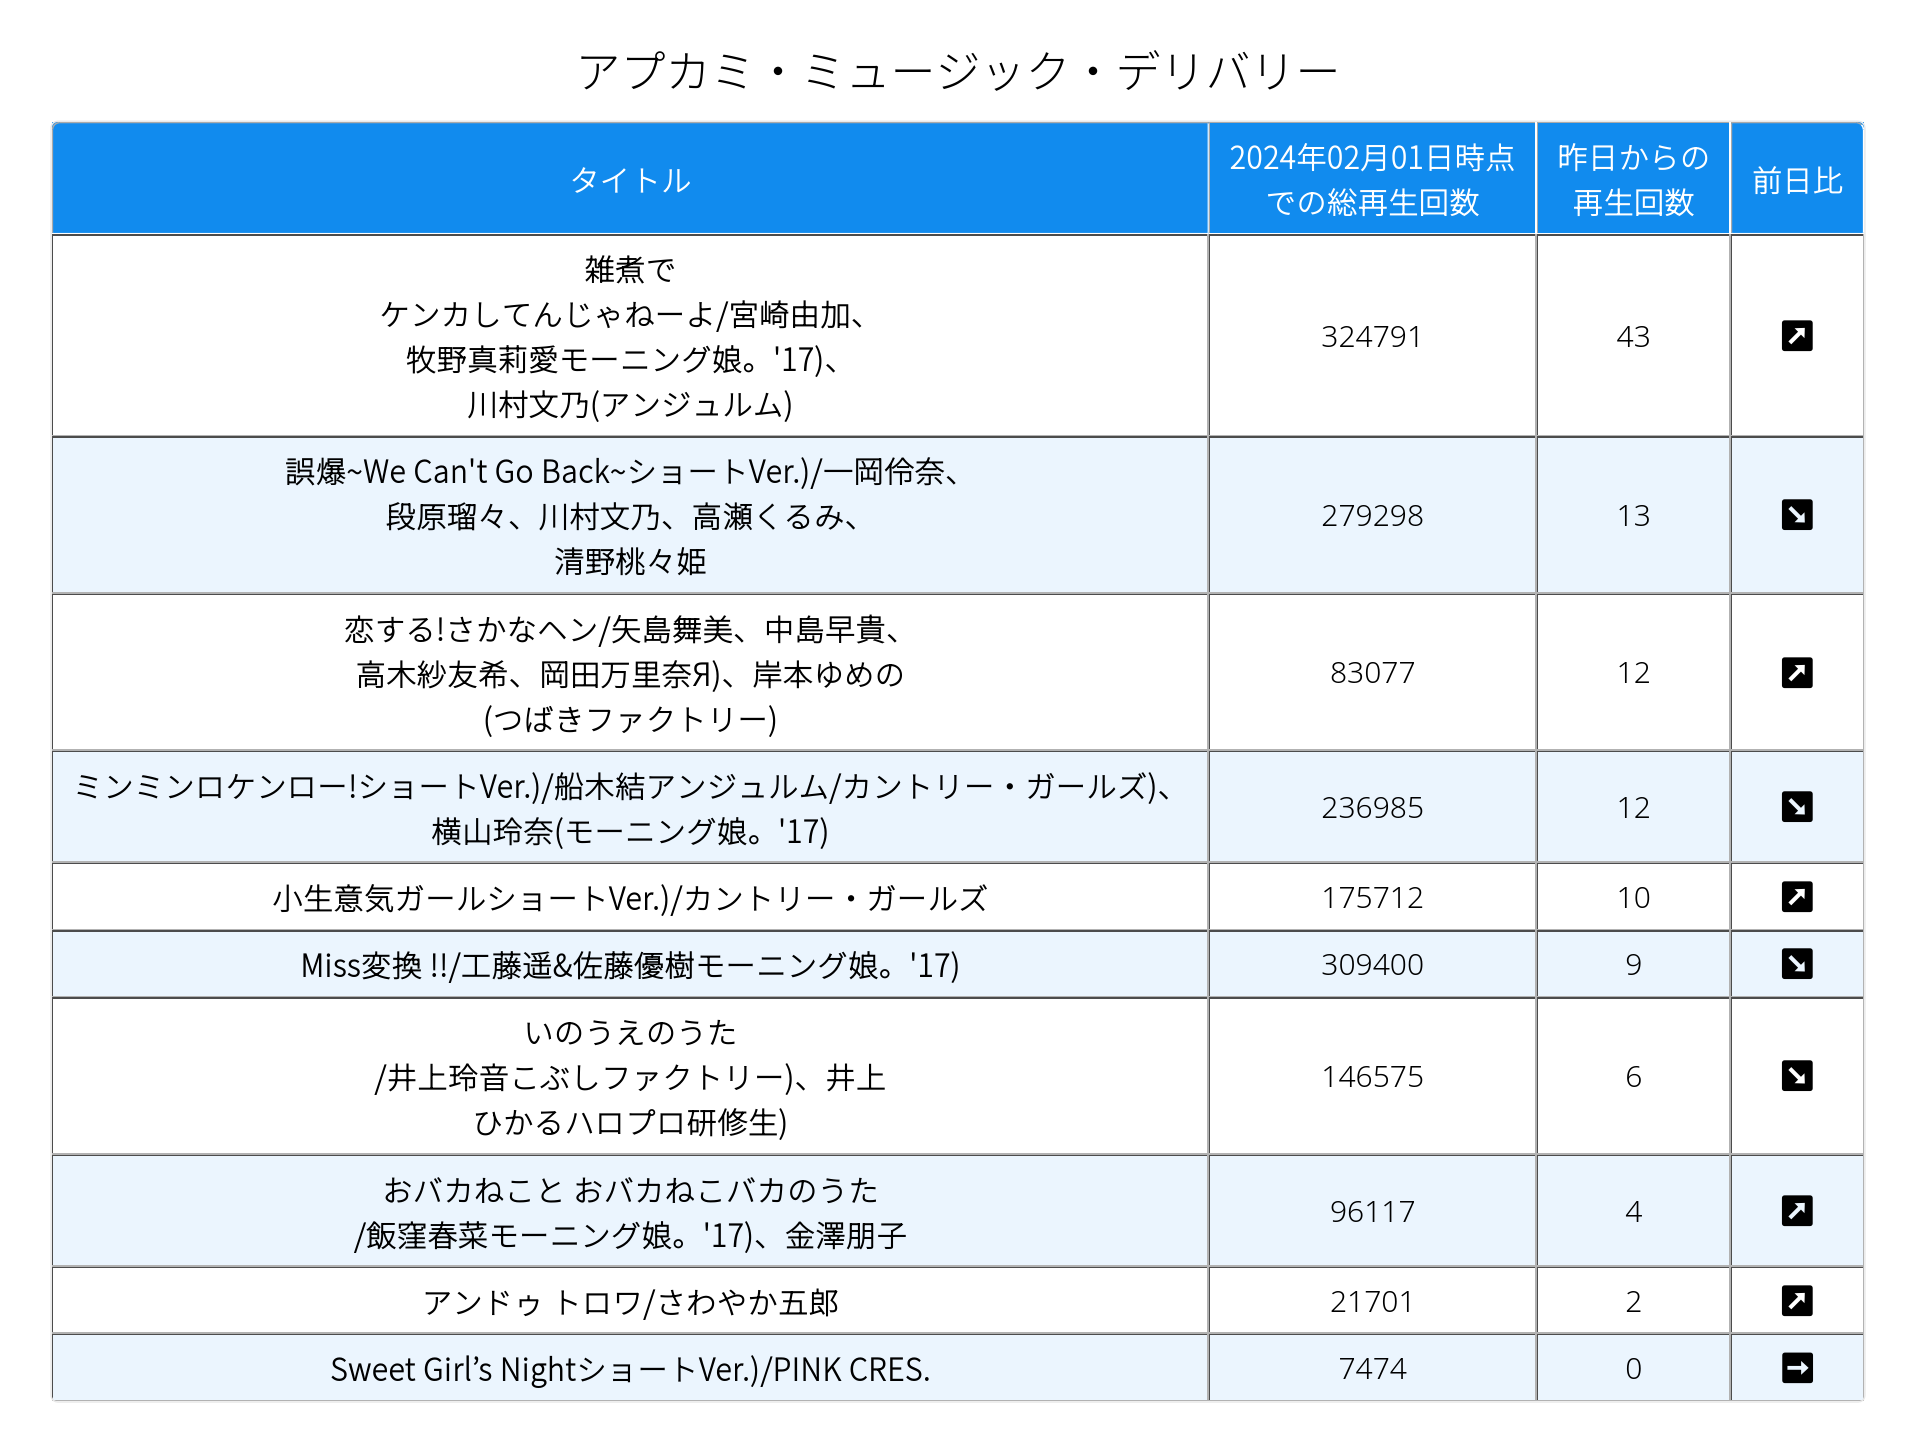 アプカミ・ミュージック・デリバリー
タイトル
2024年02月01日時点
での総再生回数
昨日からの
再生回数
前日比
雑煮で
ケンカしてんじゃねーよ/宮崎由加、
牧野真莉愛モーニング娘。'17)、
川村文乃(アンジュルム)
324791
43
誤爆~We Can't Go Back~ショートVer.)/一岡伶奈、
段原瑠々、川村文乃、高瀬くるみ、
清野桃々姫
279298
13
恋する!さかなヘン/矢島舞美、中島早貴、
高木紗友希、岡田万里奈Я)、岸本ゆめの
(つばきファクトリー)
83077
12
ミンミンロケンロー!ショートVer.)/船木結アンジュルム/カントリー・ガールズ)、
横山玲奈(モーニング娘。'17)
236985
12
小生意気ガールショートVer.)/カントリー・ガールズ
175712
10
Miss変換 !!/工藤遥&佐藤優樹モーニング娘。'17)
309400
9
いのうえのうた
/井上玲音こぶしファクトリー)、井上
ひかるハロプロ研修生)
146575
6
おバカねこと おバカねこバカのうた
/飯窪春菜モーニング娘。'17)、金澤朋子
96117
4
アンドゥ トロワ/さわやか五郎
21701
2
Sweet Girl’s NightショートVer.)/PINK CRES.
7474
0